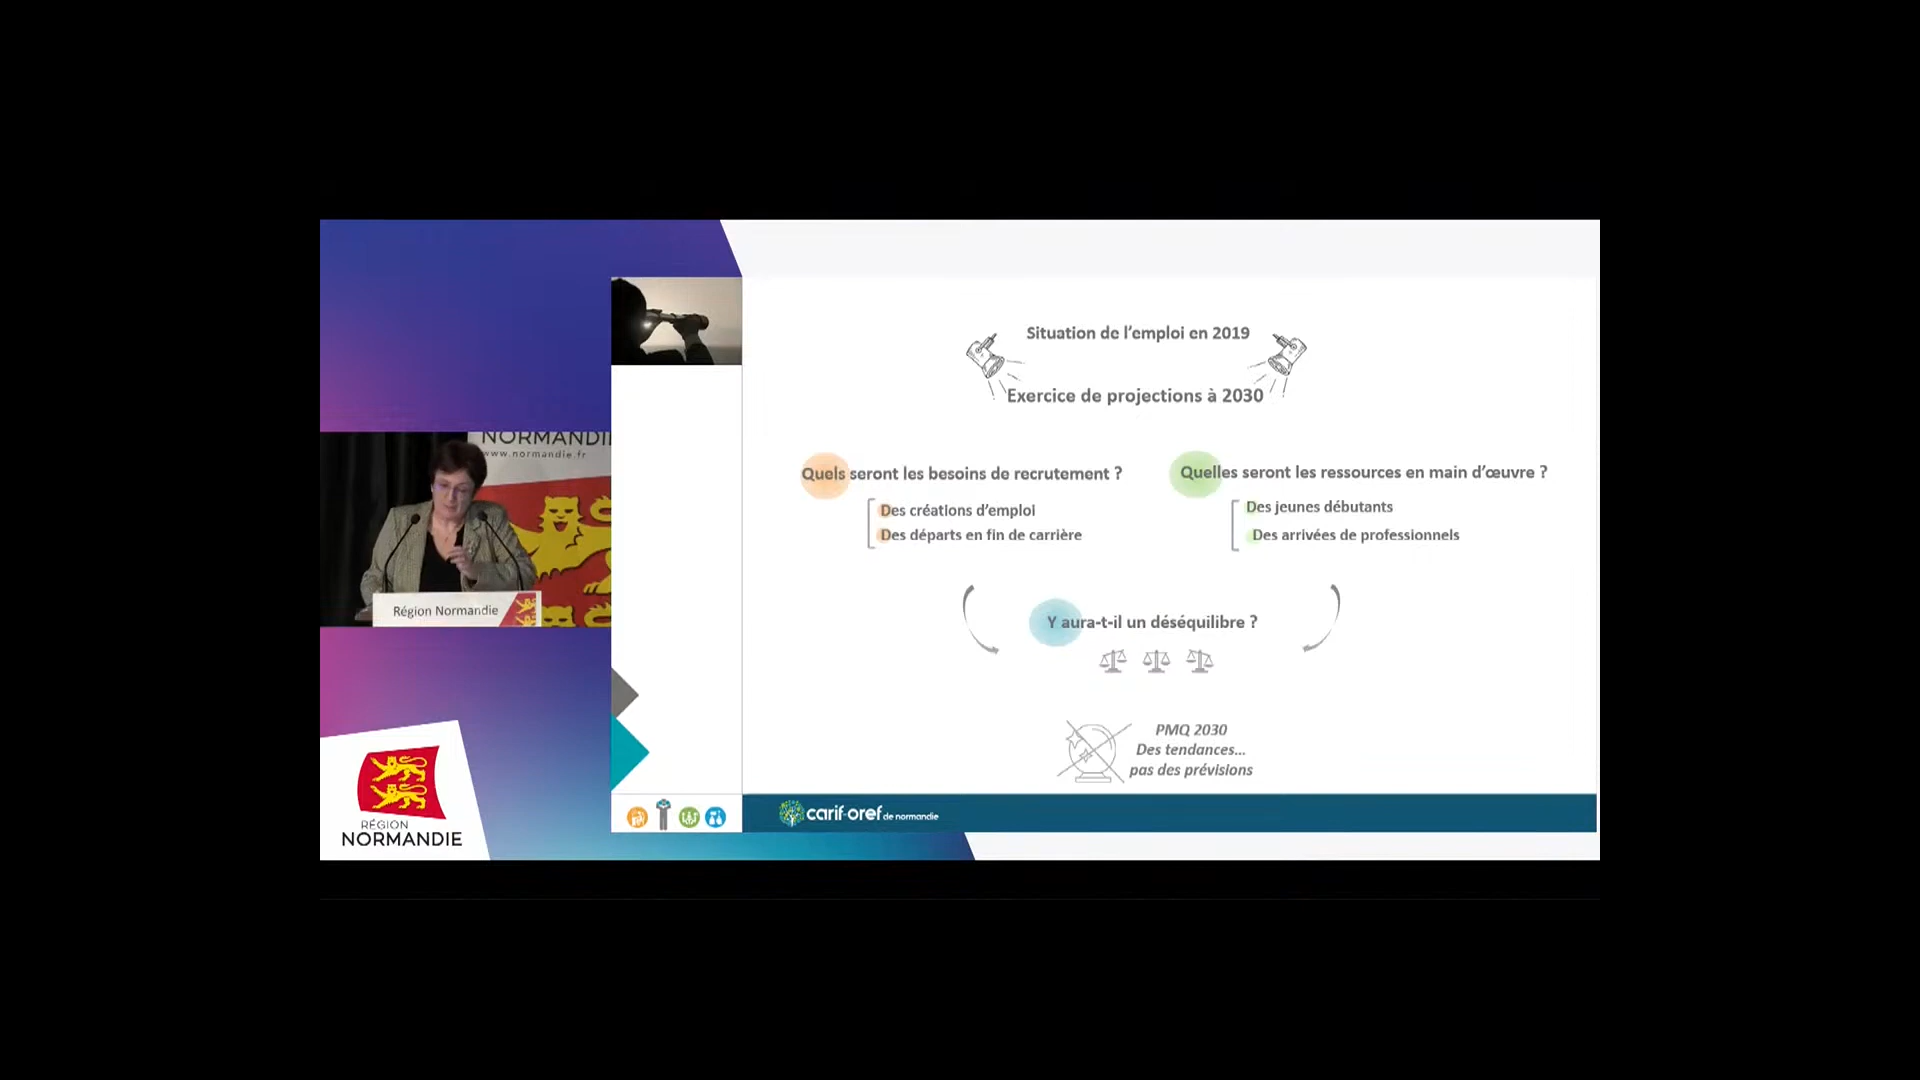 Situation de l'emploi en 2019
Exercice de projections à 2030
Quels seront les besoins de recrutement ?
Des créations d'emploi
Des départs en fin de carrière
Quelles seront les ressources en main d'œuvre ?
Des jeunes débutants
Des arrivées de professionnels
Y aura-t-il un déséquilibre ?
PMQ 2030
Des tendances...
pas des prévisions
carif-oref de normandie
NORMANDIE
www.normandie.fr
Région Normandie
RÉGION
NORMANDIE